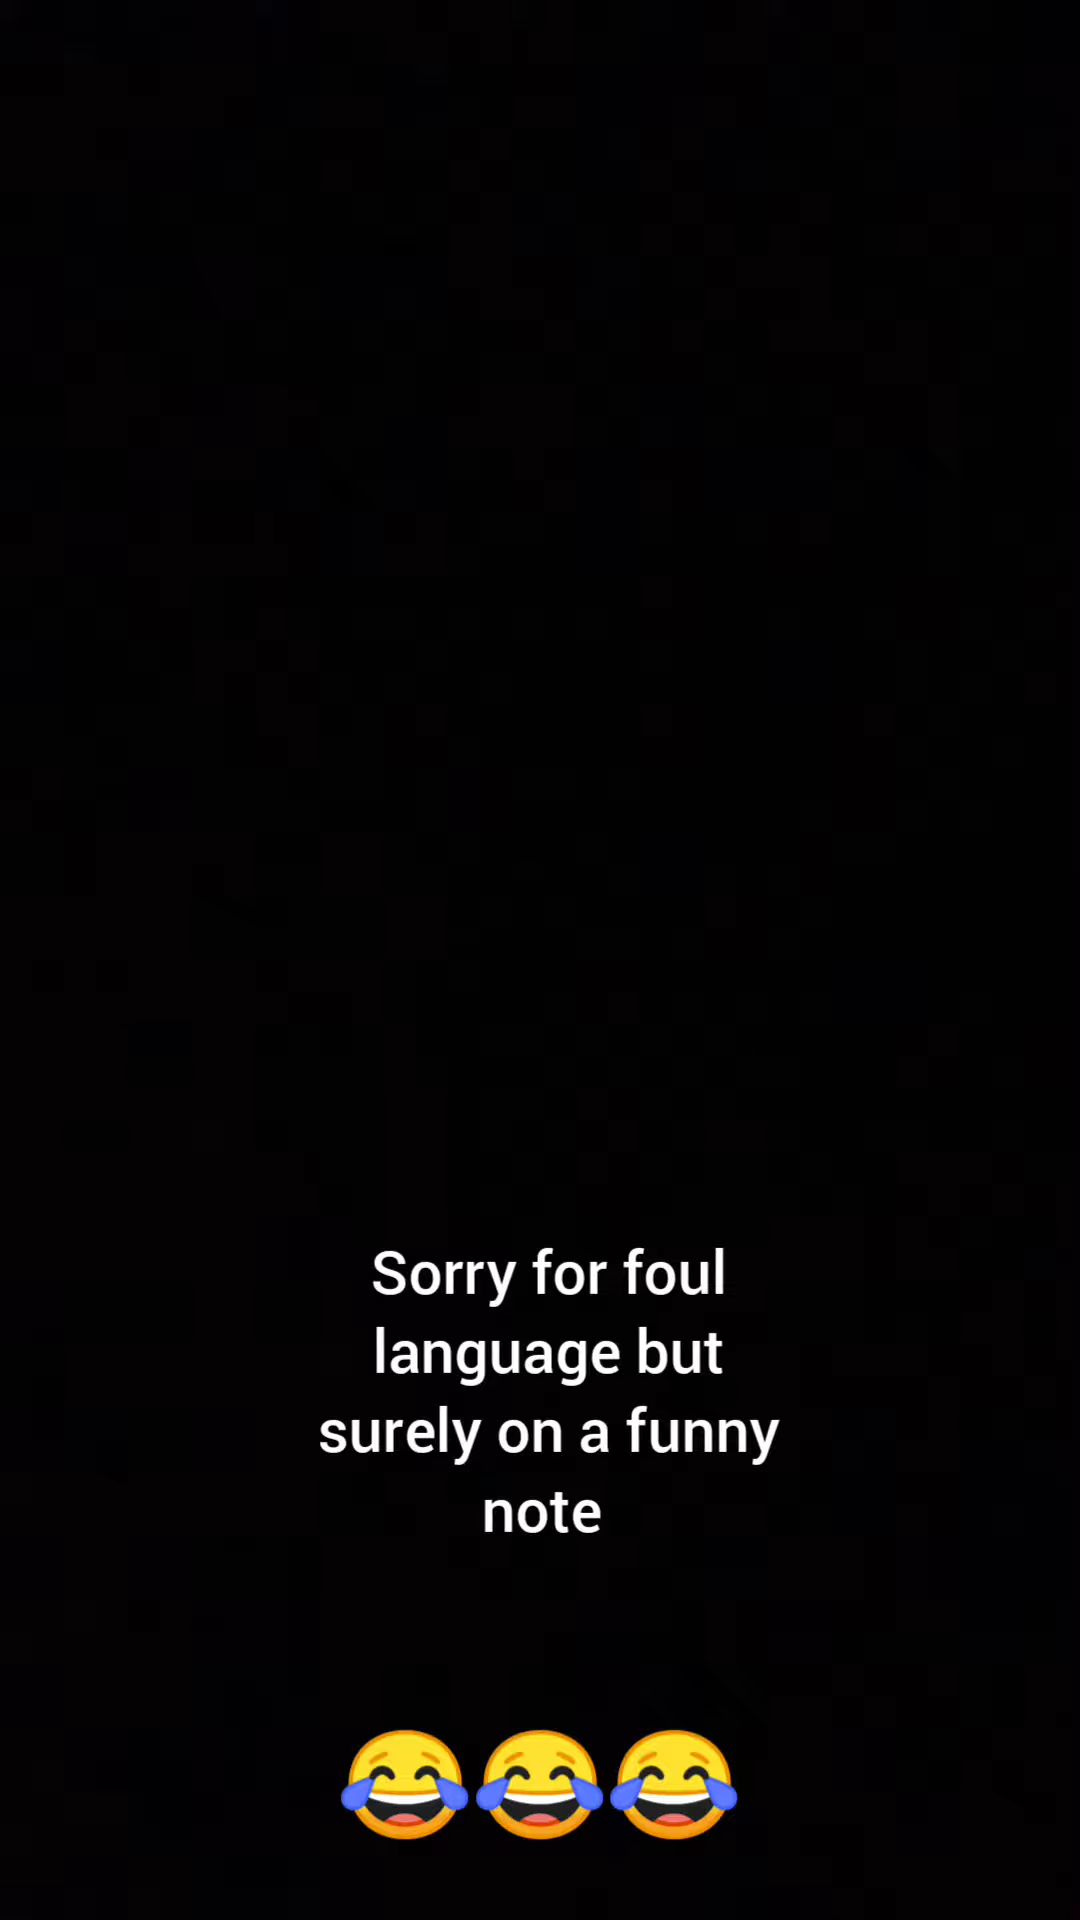 Sorry for foul
language but
surely on a funny
note
😂😂😂